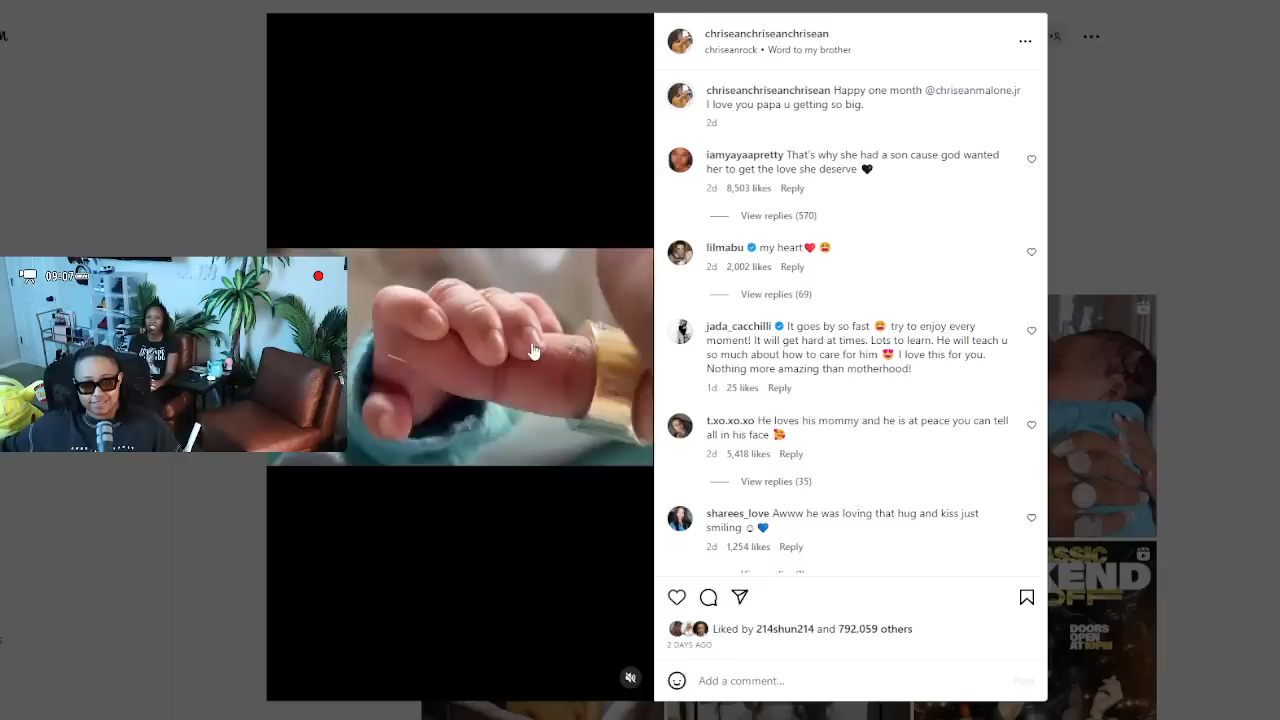 chriseanchriseanchrisean
chriseanrock • Word to my brother
chriseanchriseanchrisean Happy one month @chriseanmalone.jr
I love you papa u getting so big.
2d
iamyayaapretty That's why she had a son cause god wanted
her to get the love she deserve 🖤
2d 8,503 likes Reply
View replies (570)
lilmabu my heart❤️ 🤩
2d 2,002 likes Reply
View replies (69)
jada_cacchilli It goes by so fast 🤩 try to enjoy every
moment! It will get hard at times. Lots to learn. He will teach u
so much about how to care for him 😍 I love this for you.
Nothing more amazing than motherhood!
1d 25 likes Reply
t.xo.xo.xo He loves his mommy and he is at peace you can tell
all in his face 🥰
2d 5,418 likes Reply
View replies (35)
sharees_love Awww he was loving that hug and kiss just
smiling ☺️ 💙
2d 1,254 likes Reply
Liked by 214shun214 and 792,059 others
2 DAYS AGO
Add a comment...
Post
DOORS
OPEN
AT10PM